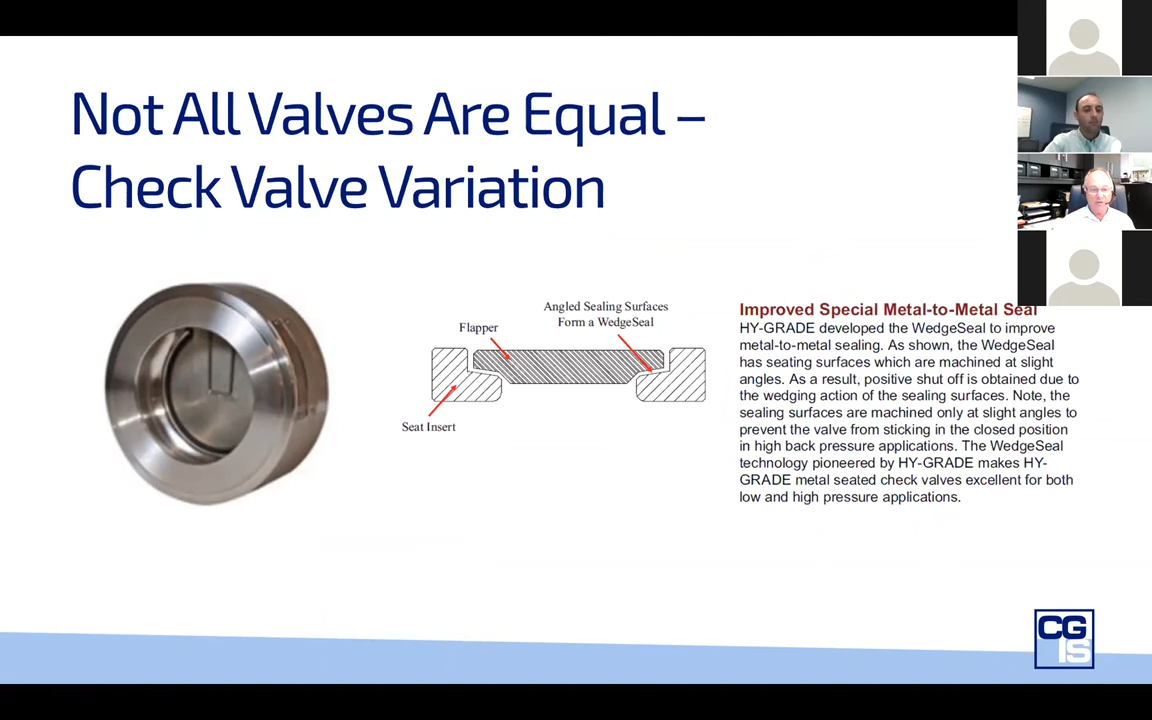 Not All Valves Are Equal –
Check Valve Variation
Angled Sealing Surfaces
Form a WedgeSeal
Flapper
Seat Insert
Improved Special Metal-to-Metal Seal
HY-GRADE developed the WedgeSeal to improve
metal-to-metal sealing. As shown, the WedgeSeal
has seating surfaces which are machined at slight
angles. As a result, positive shut off is obtained due to
the wedging action of the sealing surfaces. Note, the
sealing surfaces are machined only at slight angles to
prevent the valve from sticking in the closed position
in high back pressure applications. The WedgeSeal
technology pioneered by HY-GRADE makes HY-
GRADE metal seated check valves excellent for both
low and high pressure applications.
CG
IS